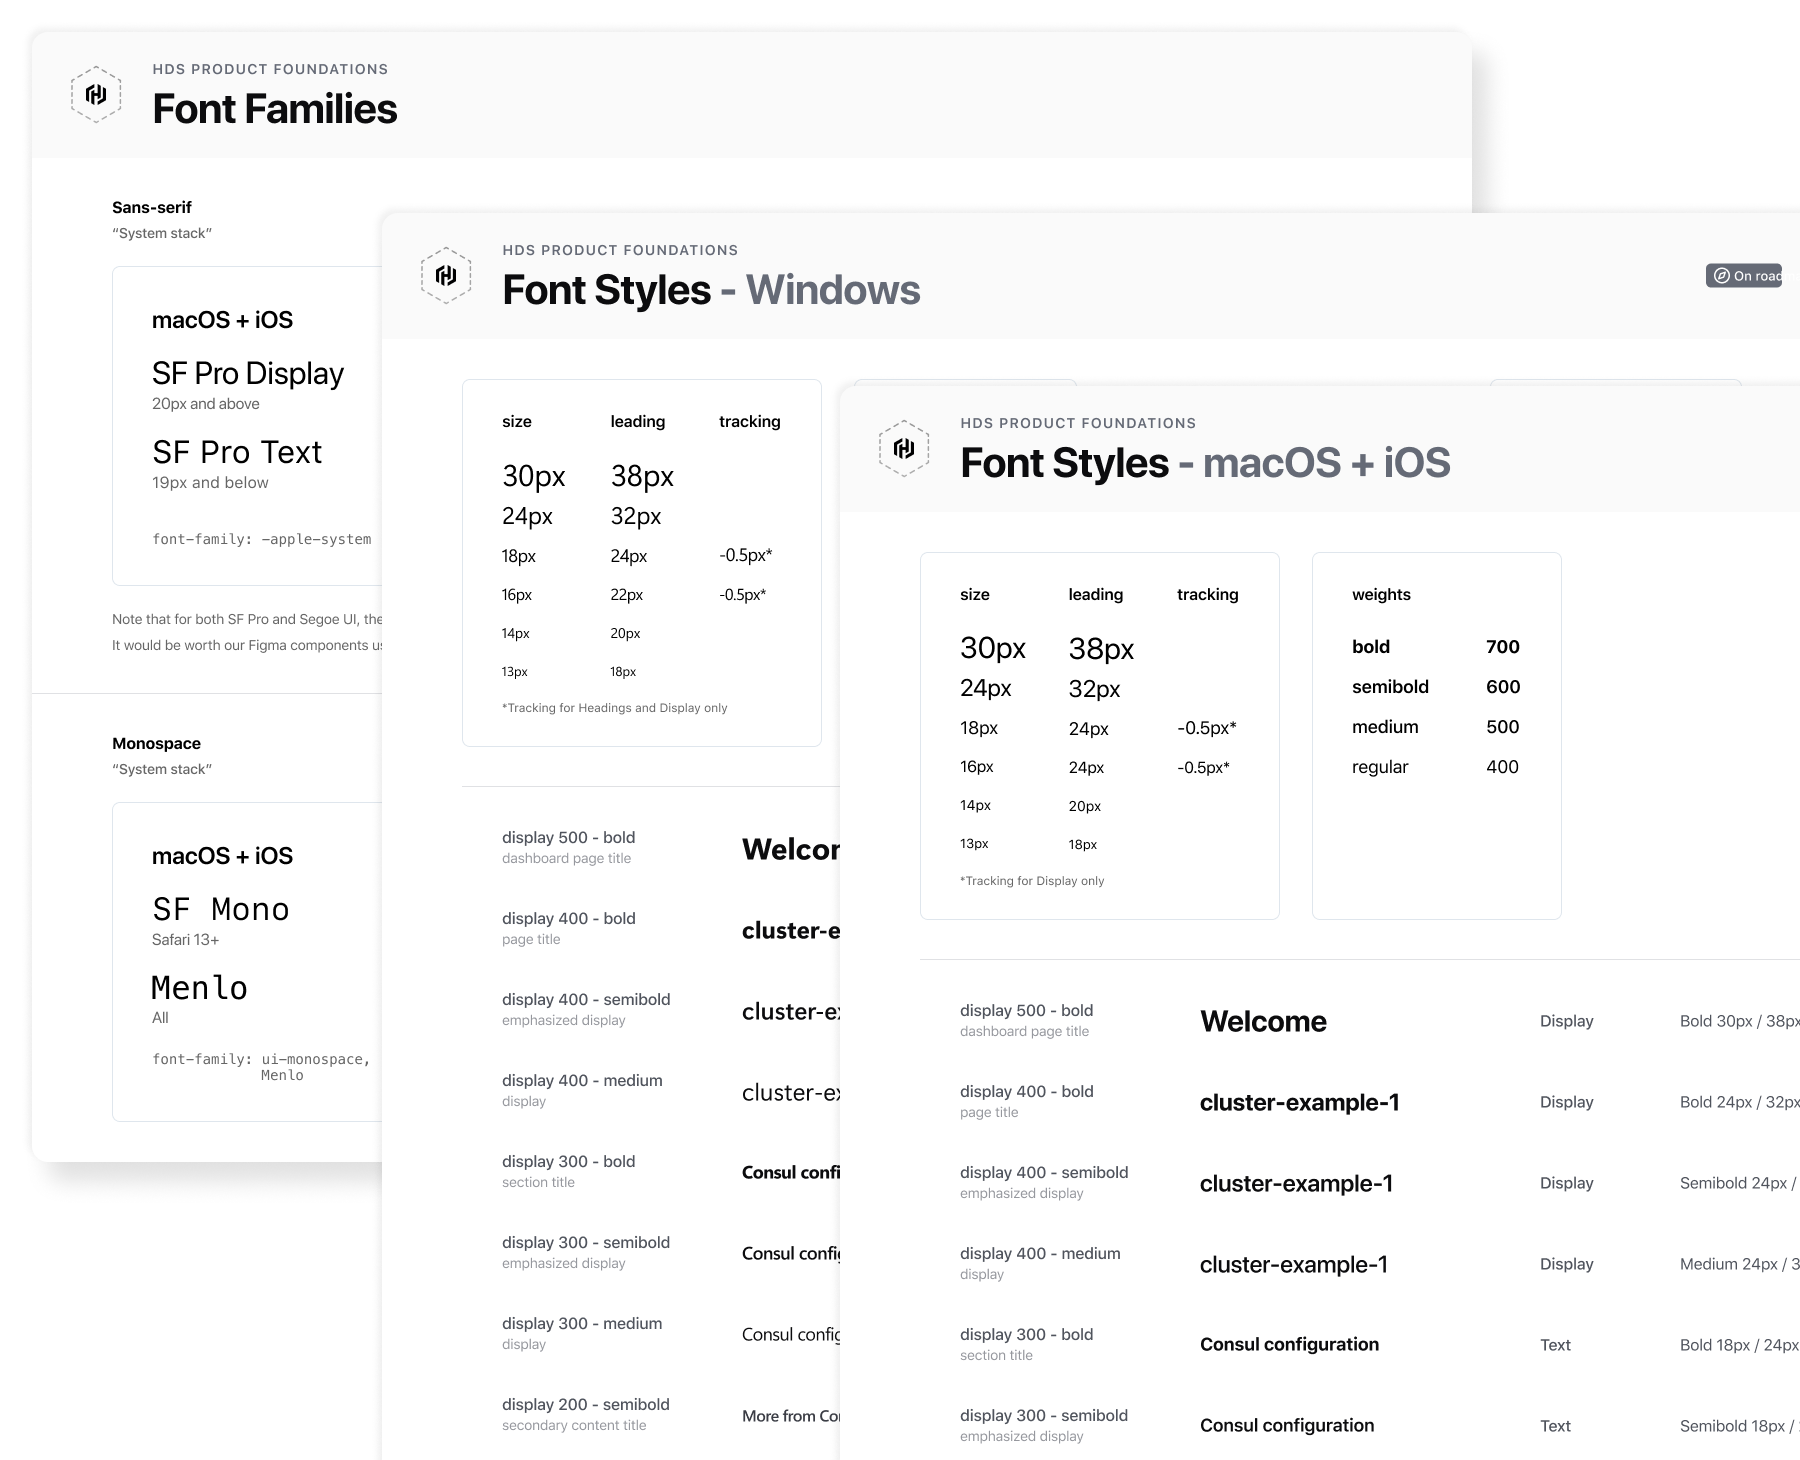 HDS PRODUCT FOUNDATIONS
Font Families
Sans-serif
“System stack”
macOS + iOS
SF Pro Display
20px and above
SF Pro Text
19px and below
font-family: -apple-system
Note that for both SF Pro and Segoe UI, the
It would be worth our Figma components
Monospace
“System stack”
macOS + iOS
SF Mono
Safari 13+
Menlo
All
font-family: ui-monospace,
Menlo
HDS PRODUCT FOUNDATIONS
Font Styles - Windows
On road
size leading tracking
30px 38px
24px 32px
18px 24px -0.5px*
16px 22px -0.5px*
14px 20px
13px 18px
*Tracking for Headings and Display only
display 500 - bold
dashboard page title
Welcom
display 400 - bold
page title
cluster-e
display 400 - semibold
emphasized display
cluster-ex
display 400 - medium
display
cluster-ex
display 300 - bold
section title
Consul confi
display 300 - semibold
emphasized display
Consul config
display 300 - medium
display
Consul config
display 200 - semibold
secondary content title
More from Con
HDS PRODUCT FOUNDATIONS
Font Styles - macOS + iOS
size leading tracking
30px 38px
24px 32px
18px 24px -0.5px*
16px 24px -0.5px*
14px 20px
13px 18px
*Tracking for Display only
weights
bold 700
semibold 600
medium 500
regular 400
display 500 - bold
dashboard page title
Welcome
Display
Bold 30px / 38px
display 400 - bold
page title
cluster-example-1
Display
Bold 24px / 32px
display 400 - semibold
emphasized display
cluster-example-1
Display
Semibold 24px /
display 400 - medium
display
cluster-example-1
Display
Medium 24px / 3
display 300 - bold
section title
Consul configuration
Text
Bold 18px / 24px
display 300 - semibold
emphasized display
Consul configuration
Text
Semibold 18px /